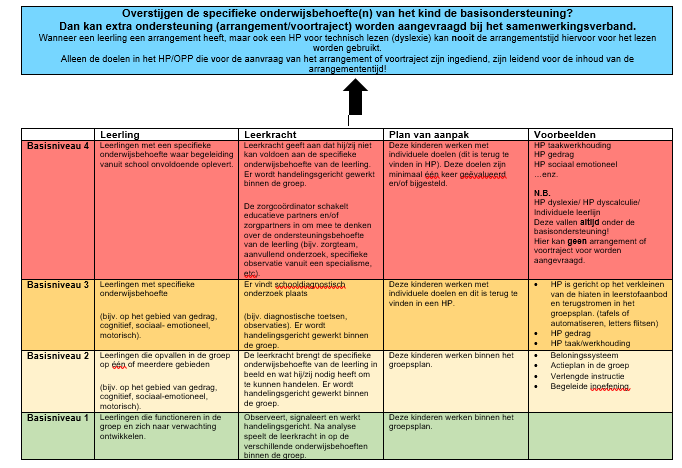 Overstijgen de specifieke onderwijsbehoefte(n) van het kind de basisondersteuning?
Dan kan extra ondersteuning (arrangement/voortraject) worden aangevraagd bij het samenwerkingsverband.
Wanneer een leerling een arrangement heeft, maar ook een HP voor technisch lezen (dyslexie) kan nooit de arrangementstijd hiervoor voor het lezen
worden gebruikt.
Alleen de doelen in het HP/OPP die voor de aanvraag van het arrangement of voortraject zijn ingediend, zijn leidend voor de inhoud van de
arrangemententijd!
Leerling
Leerkracht
Plan van aanpak
Voorbeelden
Basisniveau 4
Leerlingen met een specifieke
onderwijsbehoefte waar begeleiding
vanuit school onvoldoende oplevert.
Leerkracht geeft aan dat hij/zij niet
kan voldoen aan de specifieke
onderwijsbehoefte van de leerling.
Er wordt handelingsgericht gewerkt
binnen de groep.
De zorgcoördinator schakelt
educatieve partners en/of
zorgpartners in om mee te denken
over de ondersteuningsbehoefte
van de leerling (bijv. zorgteam,
aanvullend onderzoek, specifieke
observatie vanuit een specialisme,
etc).
Deze kinderen werken met
individuele doelen (dit is terug te
vinden in HP). Deze doelen zijn
minimaal één keer geëvalueerd
en/of bijgesteld.
HP taakwerkhouding
HP gedrag
HP sociaal emotioneel
…enz.
N.B.
HP dyslexie/ HP dyscalculie/
Individuele leerlijn
Deze vallen altijd onder de
basisondersteuning!
Hier kan geen arrangement of
voortraject voor worden
aangevraagd.
Basisniveau 3
Leerlingen met specifieke
onderwijsbehoefte
(bijv. op het gebied van gedrag,
cognitief, sociaal- emotioneel,
motorisch).
Er vindt schooldiagnostisch
onderzoek plaats
(bijv. diagnostische toetsen,
observaties). Er wordt
handelingsgericht gewerkt binnen
de groep.
Deze kinderen werken met
individuele doelen en dit is terug te
vinden in een HP.
• HP is gericht op het verkleinen
van de hiaten in leerstofaanbod
en terugstromen in het
groepsplan. (tafels of
automatiseren, letters flitsen)
• HP gedrag
• HP taak/werkhouding
Basisniveau 2
Leerlingen die opvallen in de groep
op één of meerdere gebieden
(bijv. op het gebied van gedrag,
cognitief, sociaal-emotioneel,
motorisch).
De leerkracht brengt de specifieke
onderwijsbehoefte van de leerling in
beeld en wat hij/zij nodig heeft om
te kunnen handelen. Er wordt
handelingsgericht gewerkt binnen
de groep.
Deze kinderen werken binnen het
groepsplan.
• Beloningssysteem
• Actieplan in de groep
• Verlengde instructie
• Begeleide inoefening.
Basisniveau 1
Leerlingen die functioneren in de
groep en zich naar verwachting
ontwikkelen.
Observeert, signaleert en werkt
handelingsgericht. Na analyse
speelt de leerkracht in op de
verschillende onderwijsbehoeften
binnen de groep.
Deze kinderen werken binnen het
groepsplan.